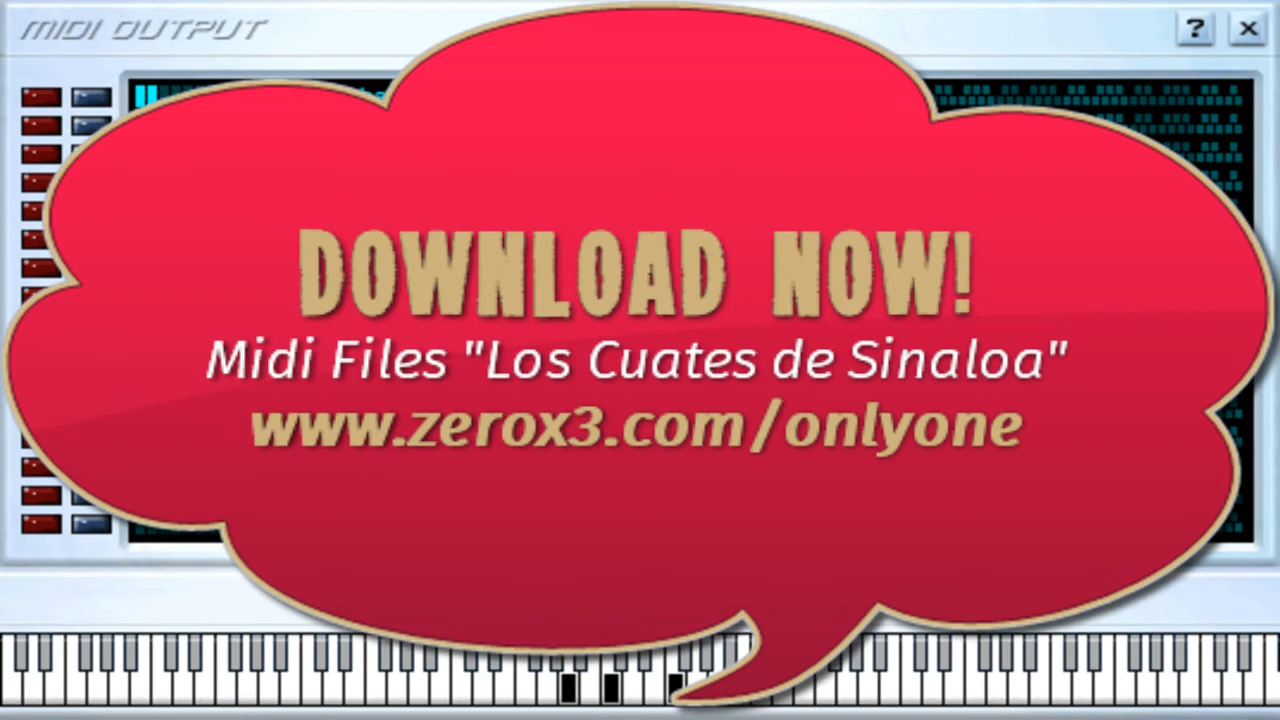 MIDI OUTPUT
? ×
DOWNLOAD NOW!
Midi Files "Los Cuates de Sinaloa"
www.zerox3.com/onlyone